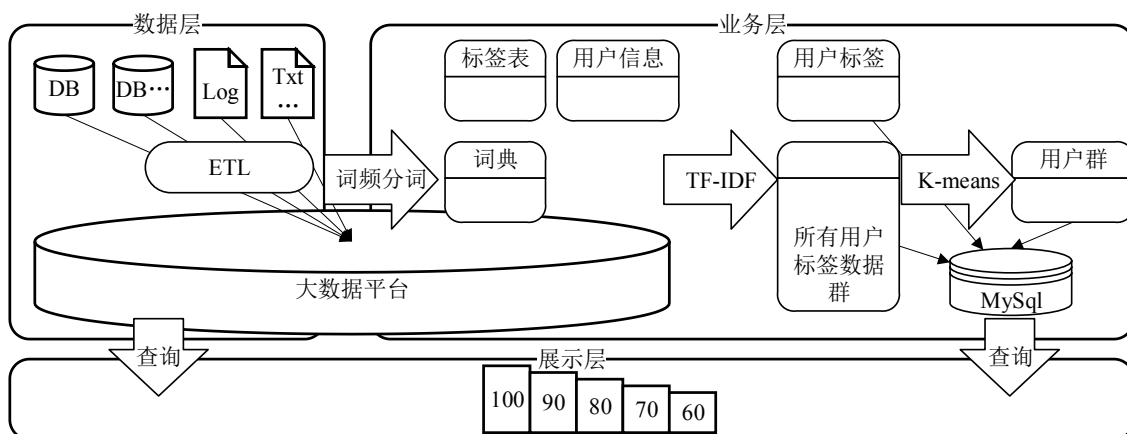 数据层
业务层
DB
DB…
Log
Txt
…
ETL
标签表
用户信息
用户标签
词频分词
词典
TF-IDF
所有用户
标签数据
群
K-means
用户群
大数据平台
MySql
查询
查询
展示层
100
90
80
70
60